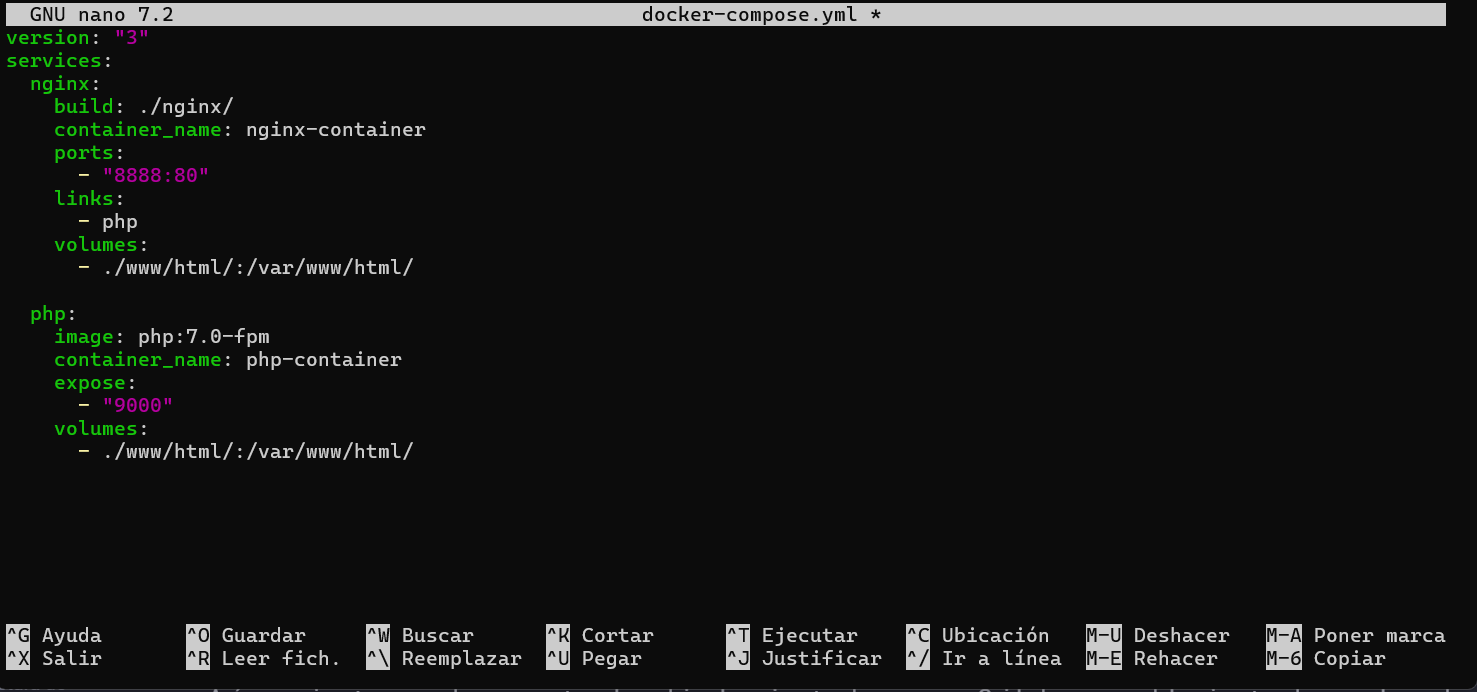 GNU nano 7.2 docker-compose.yml *
version: "3"
services:
  nginx:
    build: ./nginx/
    container_name: nginx-container
    ports:
      - "8888:80"
    links:
      - php
    volumes:
      - ./www/html/:/var/www/html/

  php:
    image: php:7.0-fpm
    container_name: php-container
    expose:
      - "9000"
    volumes:
      - ./www/html/:/var/www/html/

^G Ayuda ^O Guardar ^W Buscar ^K Cortar ^T Ejecutar ^C Ubicación M-U Deshacer M-A Poner marca
^X Salir ^R Leer fich. ^\ Reemplazar ^U Pegar ^J Justificar ^/ Ir a línea M-E Rehacer M-6 Copiar